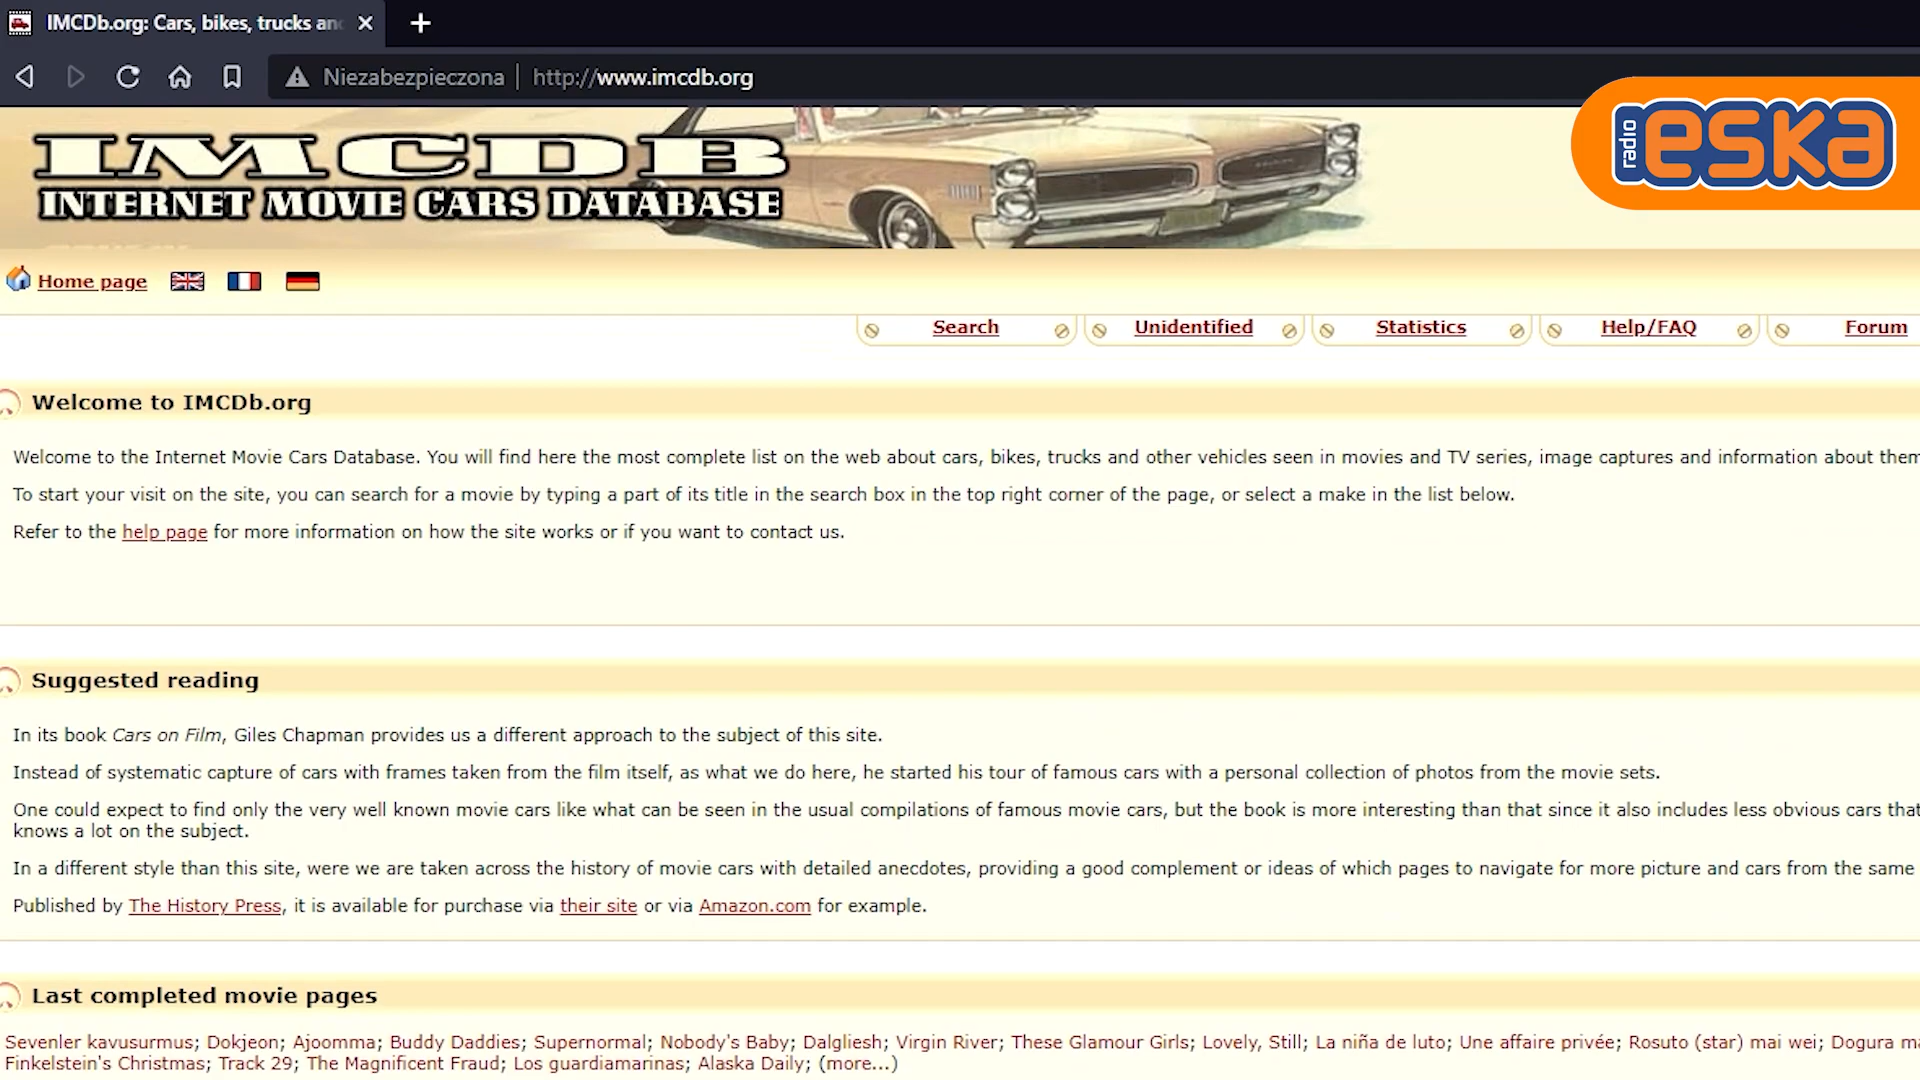 IMCDb.org: Cars, bikes, trucks an
Niezabezpieczona | http://www.imcdb.org
radio ESKA
IMCDB
INTERNET MOVIE CARS DATABASE
Home page
Search
Unidentified
Statistics
Help/FAQ
Forum
Welcome to IMCDb.org
Welcome to the Internet Movie Cars Database. You will find here the most complete list on the web about cars, bikes, trucks and other vehicles seen in movies and TV series, image captures and information about them
To start your visit on the site, you can search for a movie by typing a part of its title in the search box in the top right corner of the page, or select a make in the list below.
Refer to the help page for more information on how the site works or if you want to contact us.
Suggested reading
In its book Cars on Film, Giles Chapman provides us a different approach to the subject of this site.
Instead of systematic capture of cars with frames taken from the film itself, as what we do here, he started his tour of famous cars with a personal collection of photos from the movie sets.
One could expect to find only the very well known movie cars like what can be seen in the usual compilations of famous movie cars, but the book is more interesting than that since it also includes less obvious cars that
knows a lot on the subject.
In a different style than this site, were we are taken across the history of movie cars with detailed anecdotes, providing a good complement or ideas of which pages to navigate for more picture and cars from the same
Published by The History Press, it is available for purchase via their site or via Amazon.com for example.
Last completed movie pages
Sevenler kavusurmus; Dokjeon; Ajoomma; Buddy Daddies; Supernormal; Nobody's Baby; Dalgliesh; Virgin River; These Glamour Girls; Lovely, Still; La niña de luto; Une affaire privée; Rosuto (star) mai wei; Dogura ma
Finkelstein's Christmas; Track 29; The Magnificent Fraud; Los guardiamarinas; Alaska Daily; (more...)